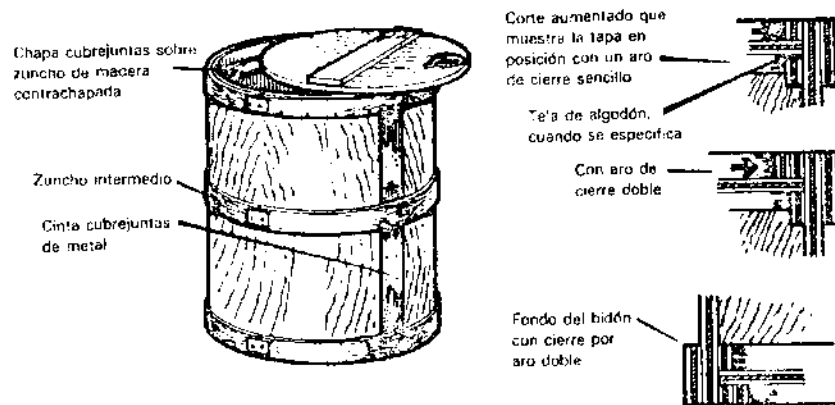 Chapa cubrejuntas sobre
zuncho de macera
contrachapada
Zuncho intermedio
Cinta cubrejuntas
de metal
Corte aumentado que
muestra la tapa en
posición con un aro
de cierre sencillo
Te'a de algodón,
cuando se especifica
Con aro de
cierre doble
Fondo del bidón
con cierre por
aro doble